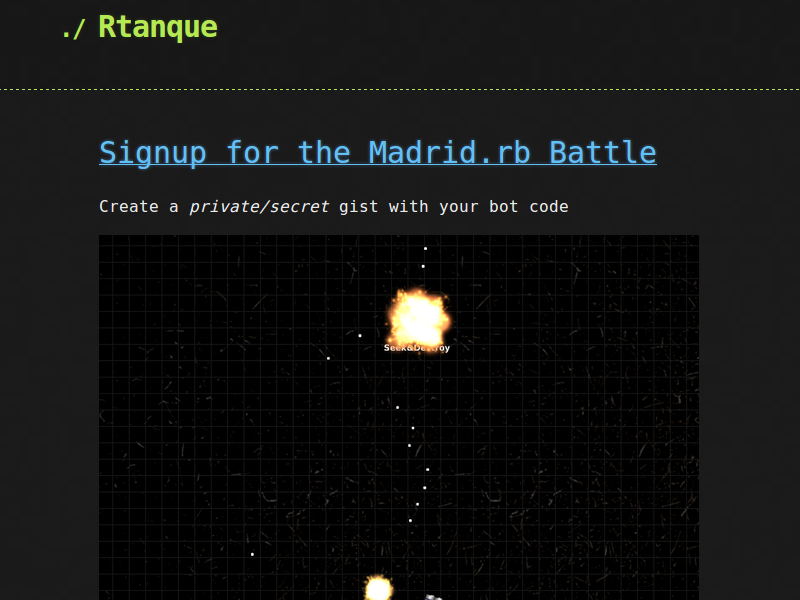 ./ Rtanque
Signup for the Madrid.rb Battle
Create a private/secret gist with your bot code
Seek&Destroy